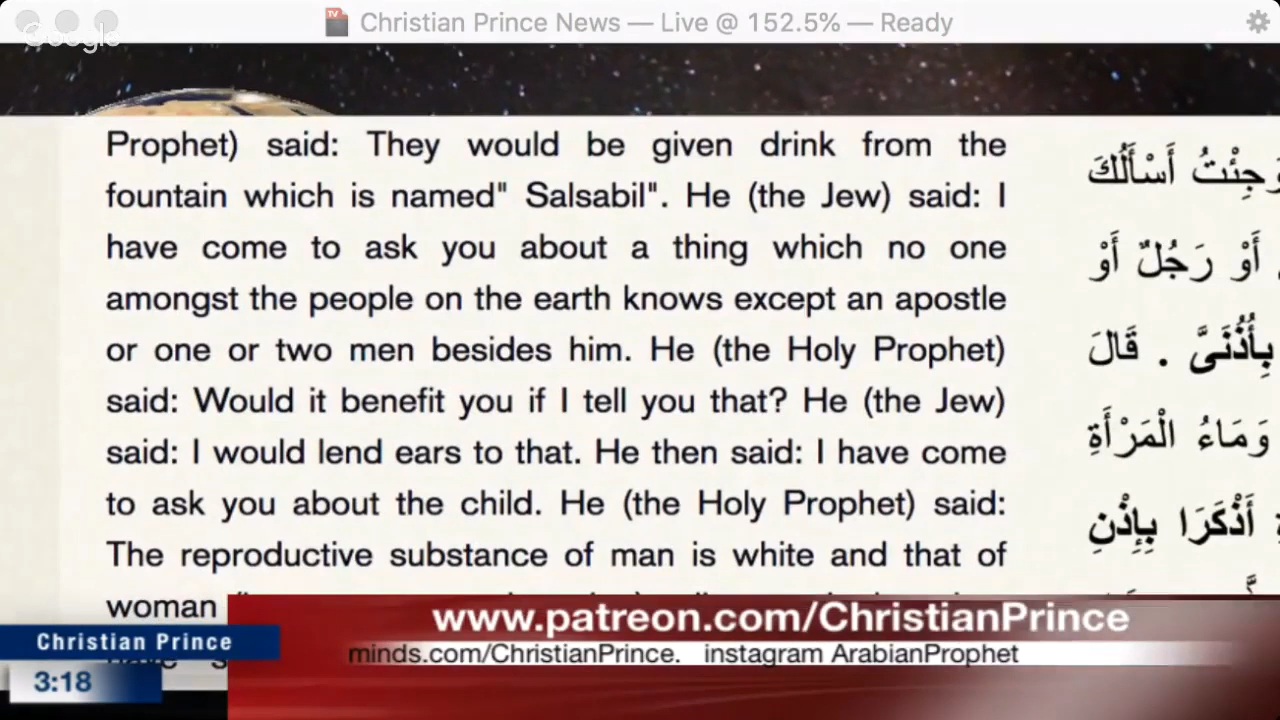 Google
Christian Prince News — Live @ 152.5% — Ready
Prophet) said: They would be given drink from the
fountain which is named" Salsabil". He (the Jew) said: I
have come to ask you about a thing which no one
amongst the people on the earth knows except an apostle
or one or two men besides him. He (the Holy Prophet)
said: Would it benefit you if I tell you that? He (the Jew)
said: I would lend ears to that. He then said: I have come
to ask you about the child. He (the Holy Prophet) said:
The reproductive substance of man is white and that of
woman
وَجِئْتُ أَسْأَلُكَ
أَوْ رَجُلٌ أَوْ
بِأُذُنَىَّ . قَالَ
وَمَاءُ الْمَرْأَةِ
أَذْكَرَا بِإِذْنِ
www.patreon.com/ChristianPrince
Christian Prince
minds.com/ChristianPrince. instagram ArabianProphet
3:18